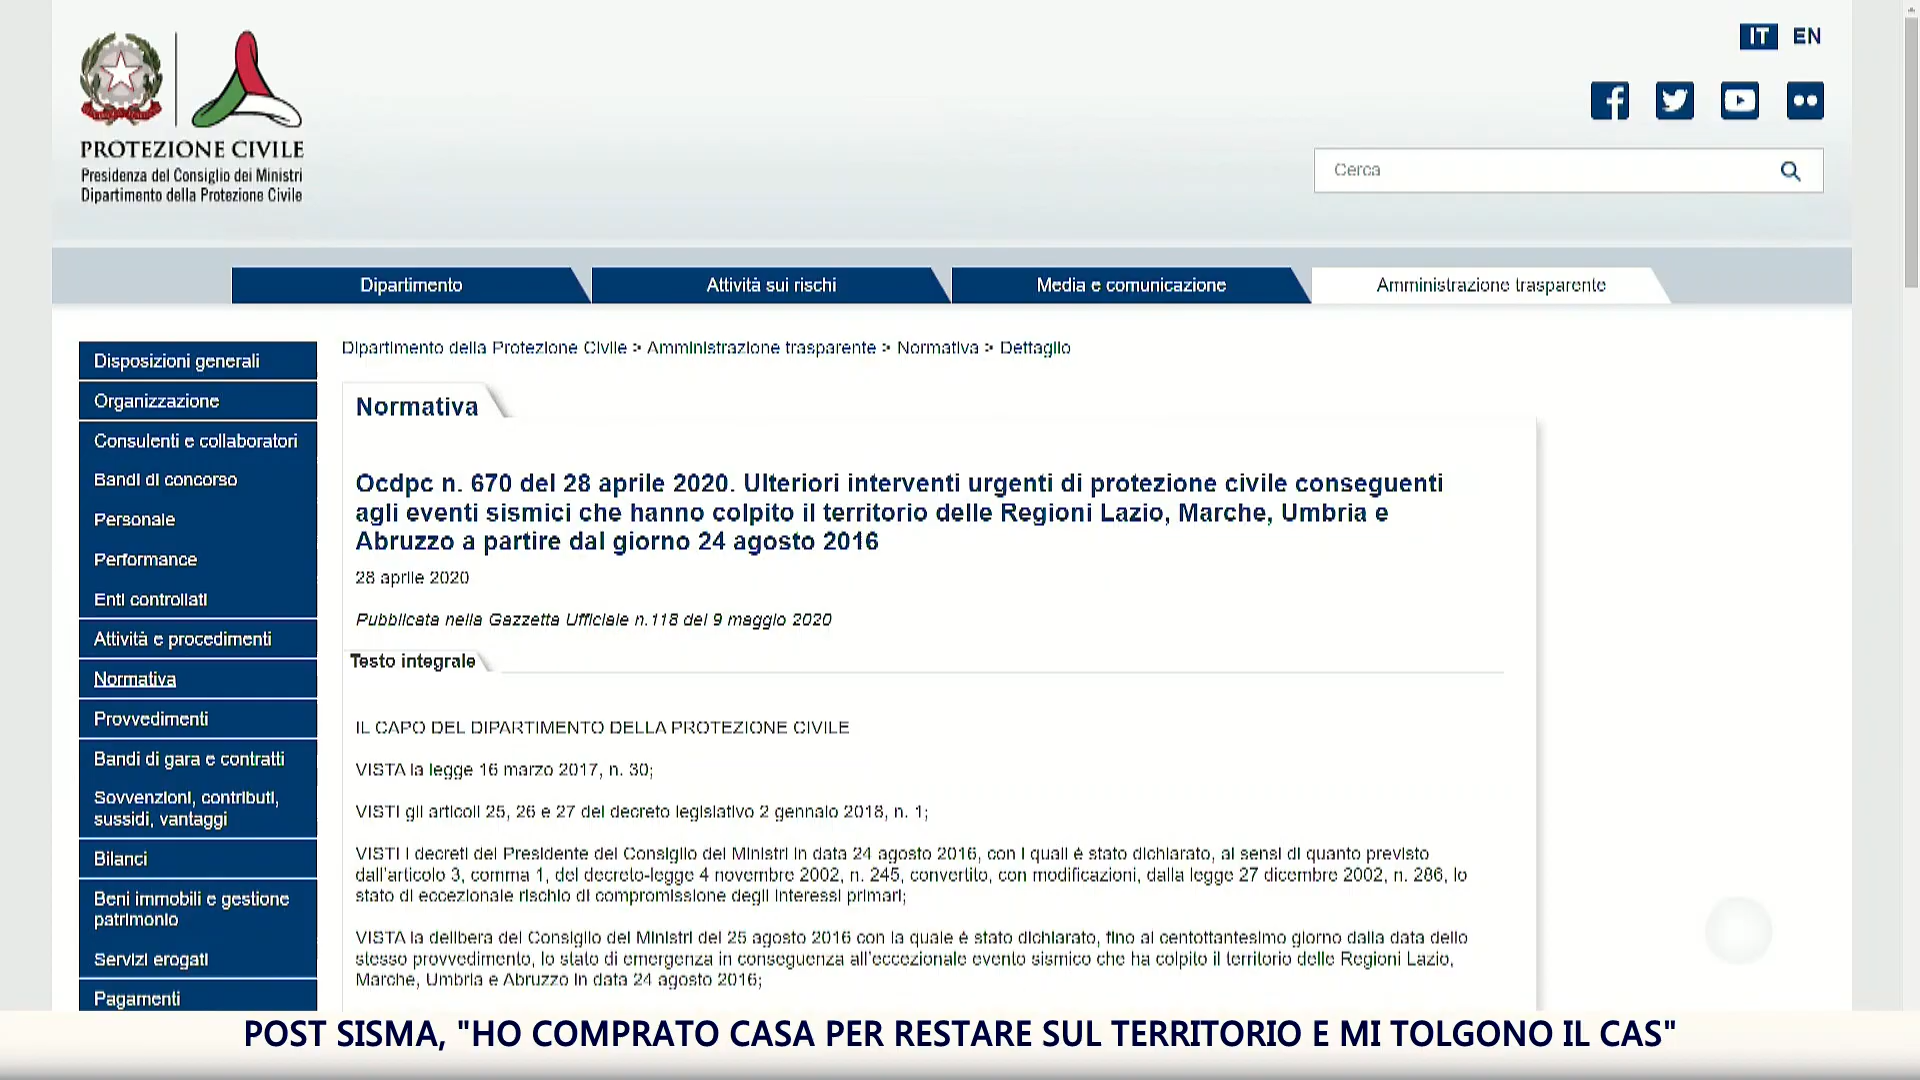 IT EN
PROTEZIONE CIVILE
Presidenza del Consiglio dei Ministri
Dipartimento della Protezione Civile
Cerca
Dipartimento
Attività sui rischi
Media e comunicazione
Amministrazione trasparente
Disposizioni generali
Organizzazione
Consulenti e collaboratori
Bandi di concorso
Personale
Performance
Enti controllati
Attività e procedimenti
Normativa
Provvedimenti
Bandi di gara e contratti
Sovvenzioni, contributi,
sussidi, vantaggi
Bilanci
Beni immobili e gestione
patrimonio
Servizi erogati
Pagamenti
Dipartimento della Protezione Civile > Amministrazione trasparente > Normativa > Dettaglio
Normativa
Ocdpc n. 670 del 28 aprile 2020. Ulteriori interventi urgenti di protezione civile conseguenti
agli eventi sismici che hanno colpito il territorio delle Regioni Lazio, Marche, Umbria e
Abruzzo a partire dal giorno 24 agosto 2016
28 aprile 2020
Pubblicata nella Gazzetta Ufficiale n.118 del 9 maggio 2020
Testo integrale
IL CAPO DEL DIPARTIMENTO DELLA PROTEZIONE CIVILE
VISTA la legge 16 marzo 2017, n. 30;
VISTI gli articoli 25, 26 e 27 del decreto legislativo 2 gennaio 2018, n. 1;
VISTI i decreti del Presidente del Consiglio dei Ministri in data 24 agosto 2016, con i quali è stato dichiarato, ai sensi di quanto previsto
dall'articolo 3, comma 1, del decreto-legge 4 novembre 2002, n. 245, convertito, con modificazioni, dalla legge 27 dicembre 2002, n. 286, lo
stato di eccezionale rischio di compromissione degli interessi primari;
VISTA la delibera del Consiglio dei Ministri del 25 agosto 2016 con la quale è stato dichiarato, fino al centottantesimo giorno dalla data dello
stesso provvedimento, lo stato di emergenza in conseguenza all'eccezionale evento sismico che ha colpito il territorio delle Regioni Lazio,
Marche, Umbria e Abruzzo in data 24 agosto 2016;
POST SISMA, "HO COMPRATO CASA PER RESTARE SUL TERRITORIO E MI TOLGONO IL CAS"